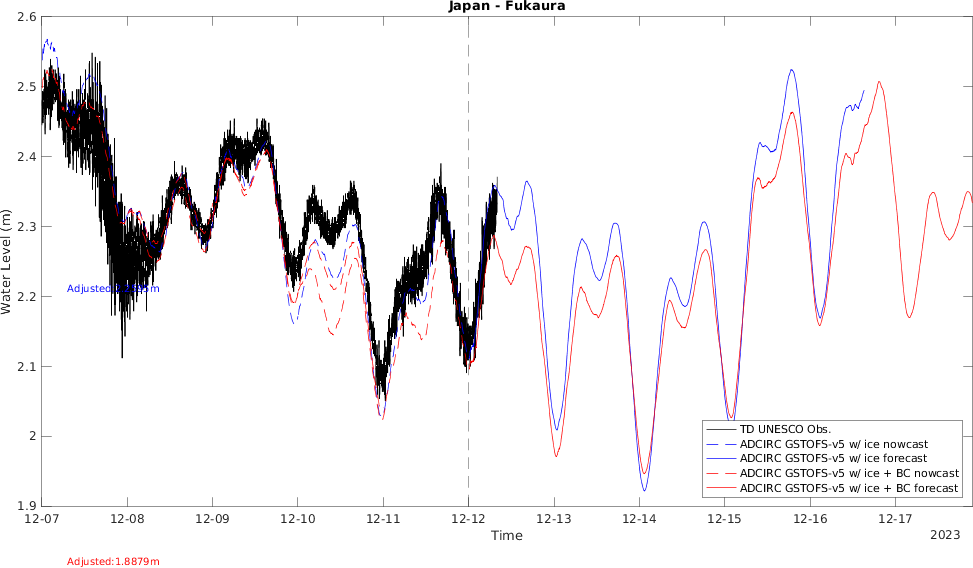 Japan - Fukaura
2.6
2.5
2.4
2.3
2.2
2.1
2
1.9
Water Level (m)
12-07
12-08
12-09
12-10
12-11
12-12
12-13
12-14
12-15
12-16
12-17
Time
2023
TD UNESCO Obs.
ADCIRC GSTOFS-v5 w/ ice nowcast
ADCIRC GSTOFS-v5 w/ ice forecast
ADCIRC GSTOFS-v5 w/ ice + BC nowcast
ADCIRC GSTOFS-v5 w/ ice + BC forecast
Adjusted:1.8879m